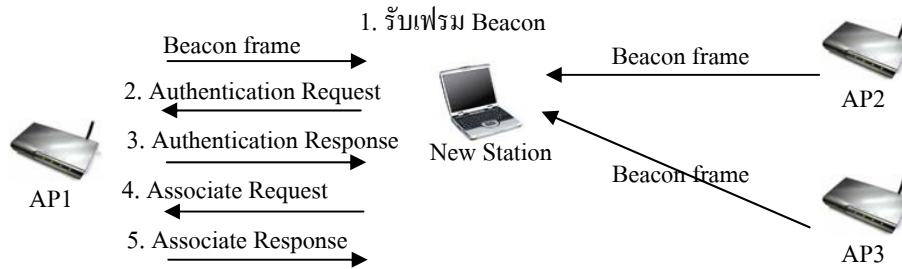 1. รับเฟรม Beacon
Beacon frame
2. Authentication Request
3. Authentication Response
4. Associate Request
5. Associate Response
AP1
New Station
Beacon frame
AP2
Beacon frame
AP3